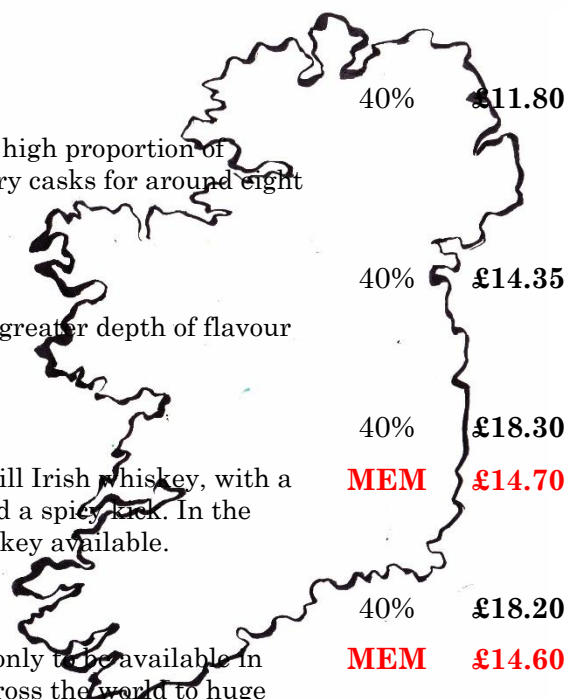 40% £11.80
high proportion of
ry casks for around eight
40% £14.35
greater depth of flavour
40% £18.30
ill Irish whiskey, with a MEM £14.70
d a spicy kick. In the
key available.
40% £18.20
only to be available in MEM £14.60
cross the world to huge